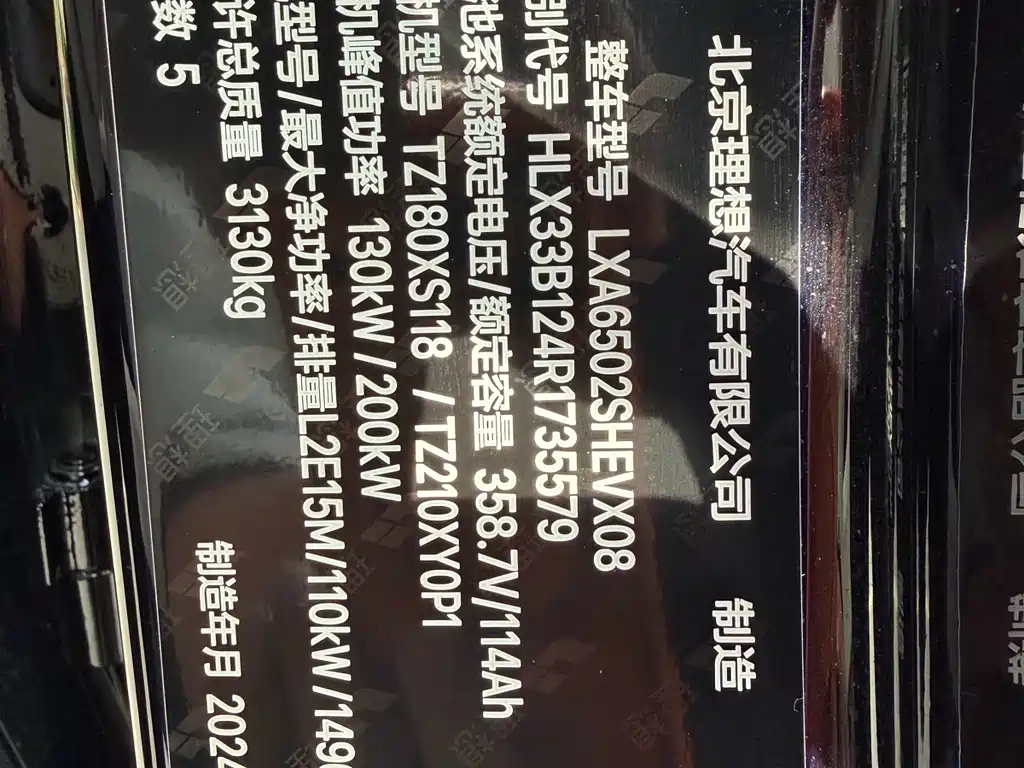 北京理想汽车有限公司 制造
整车型号 LXA6502SHEVX08
别代号 HLX33B124R1735579
池系统额定电压/额定容量 358.7V/114Ah
机型号 TZ180XS118 / TZ210XY0P1
机峰值功率 130kW/200kW
型号/最大净功率/排量L2E15M/110kW/149
许总质量 3130kg
数 5 制造年月 202
理想